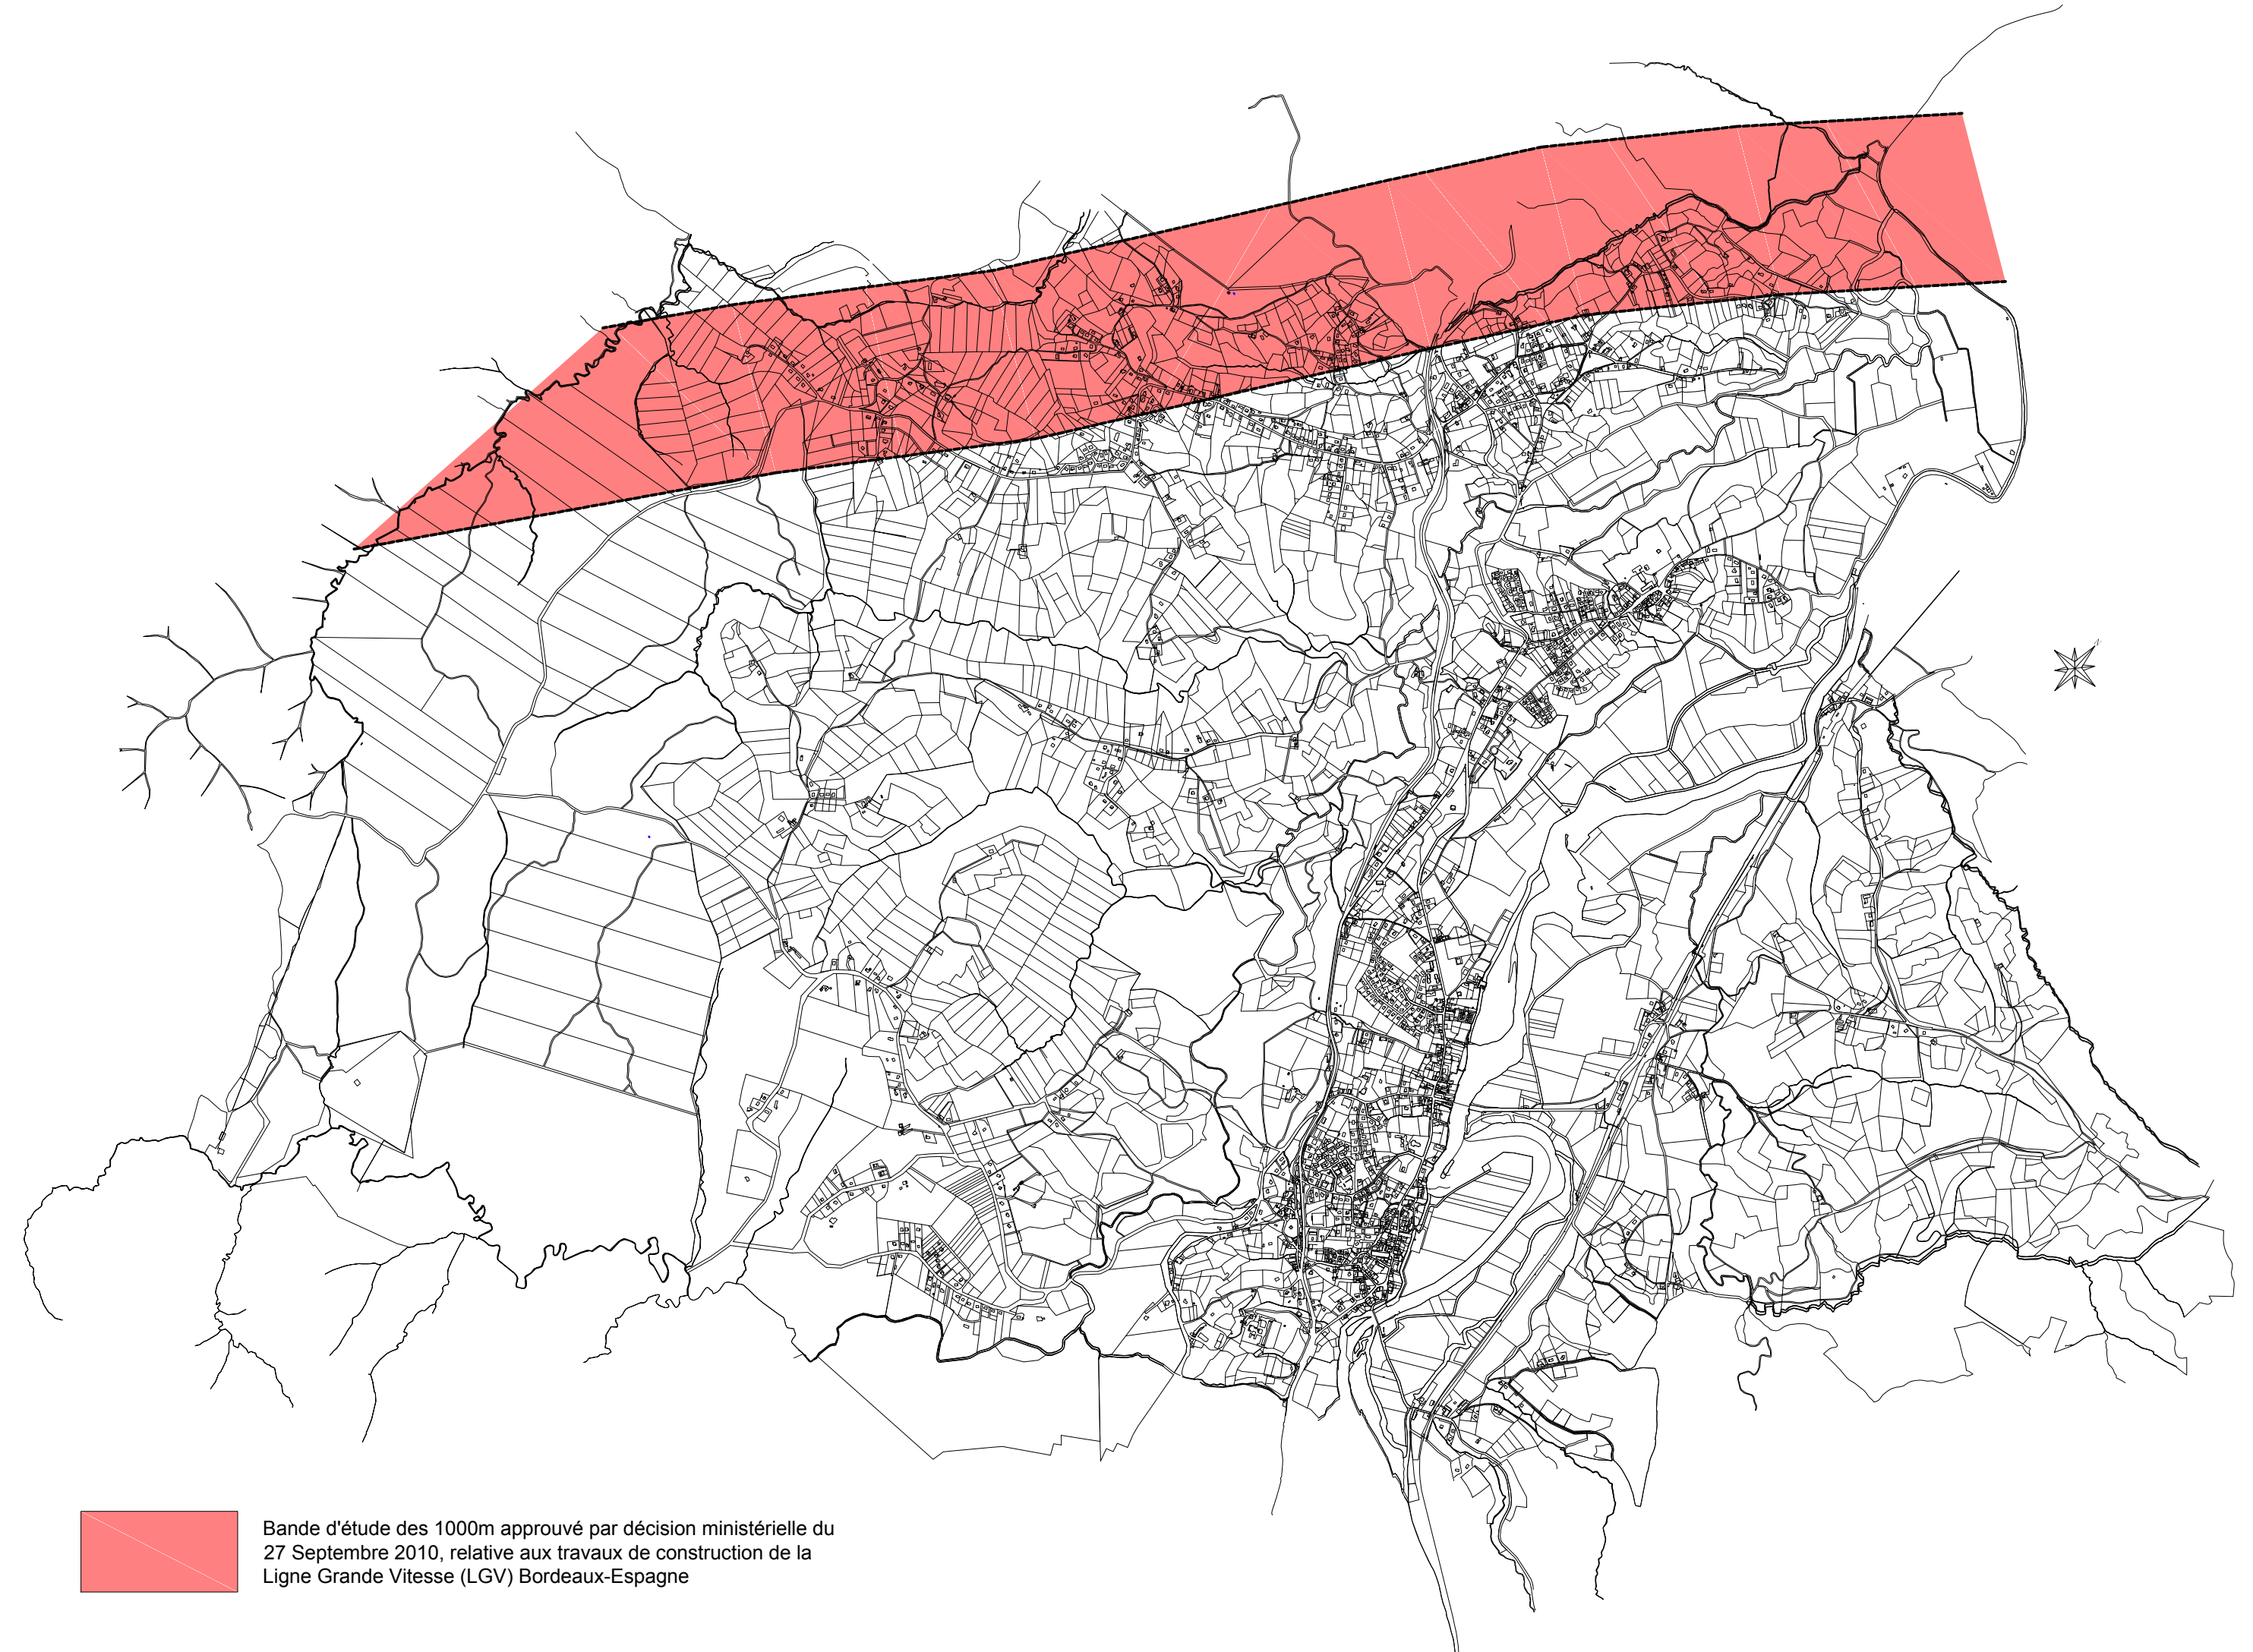 Bande d'étude des 1000m approuvé par décision ministérielle du
27 Septembre 2010, relative aux travaux de construction de la
Ligne Grande Vitesse (LGV) Bordeaux-Espagne